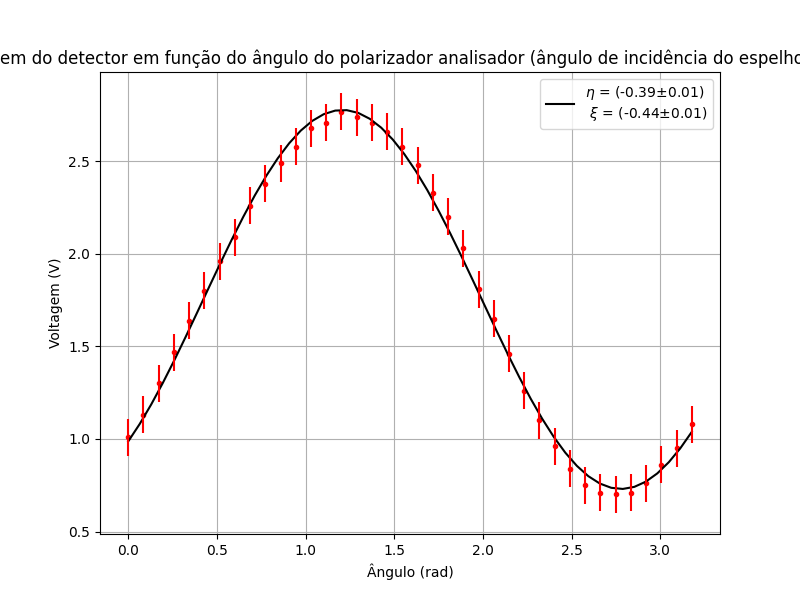 em do detector em função do ângulo do polarizador analisador (ângulo de incidência do espelho
η = (-0.39±0.01)
ξ = (-0.44±0.01)
2.5
2.0
1.5
1.0
0.5
Voltagem (V)
0.0 0.5 1.0 1.5 2.0 2.5 3.0
Ângulo (rad)